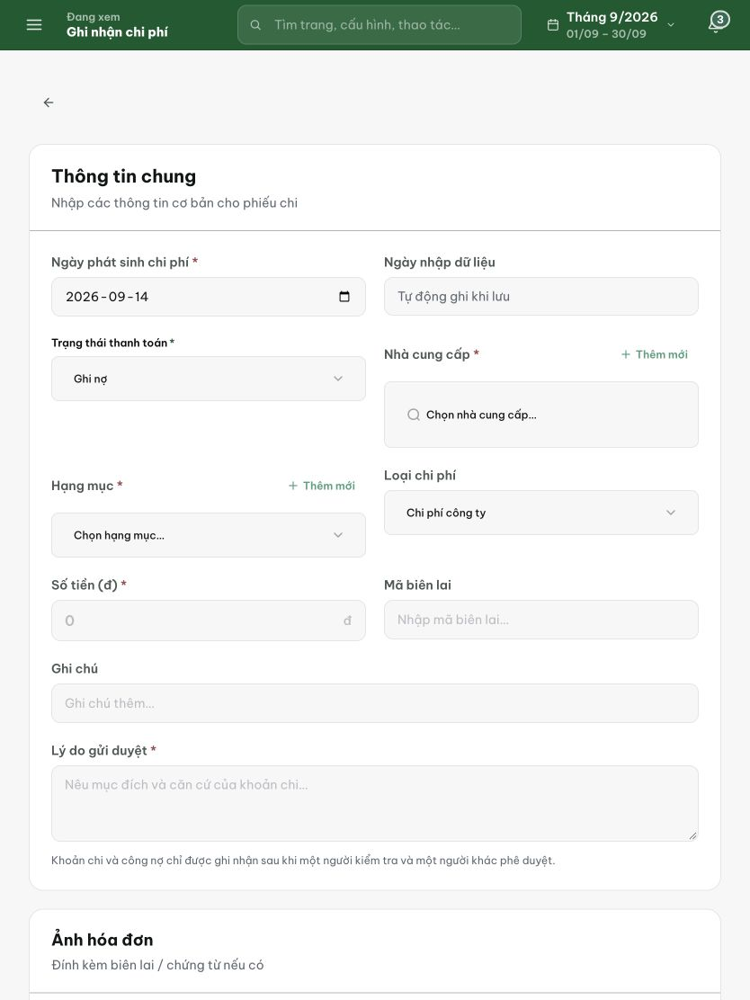 Đang xem
Ghi nhận chi phí
Tìm trang, cấu hình, thao tác...
Tháng 9/2026
01/09 – 30/09
3
Thông tin chung
Nhập các thông tin cơ bản cho phiếu chi
Ngày phát sinh chi phí *
Ngày nhập dữ liệu
2026-09-14
Tự động ghi khi lưu
Trạng thái thanh toán *
Ghi nợ
Nhà cung cấp *
Thêm mới
Chọn nhà cung cấp...
Hạng mục *
Thêm mới
Chọn hạng mục...
Loại chi phí
Chi phí công ty
Số tiền (đ) *
Mã biên lai
0 đ
Nhập mã biên lai...
Ghi chú
Ghi chú thêm...
Lý do gửi duyệt *
Nêu mục đích và căn cứ của khoản chi...
Khoản chi và công nợ chỉ được ghi nhận sau khi một người kiểm tra và một người khác phê duyệt.
Ảnh hóa đơn
Đính kèm biên lai / chứng từ nếu có